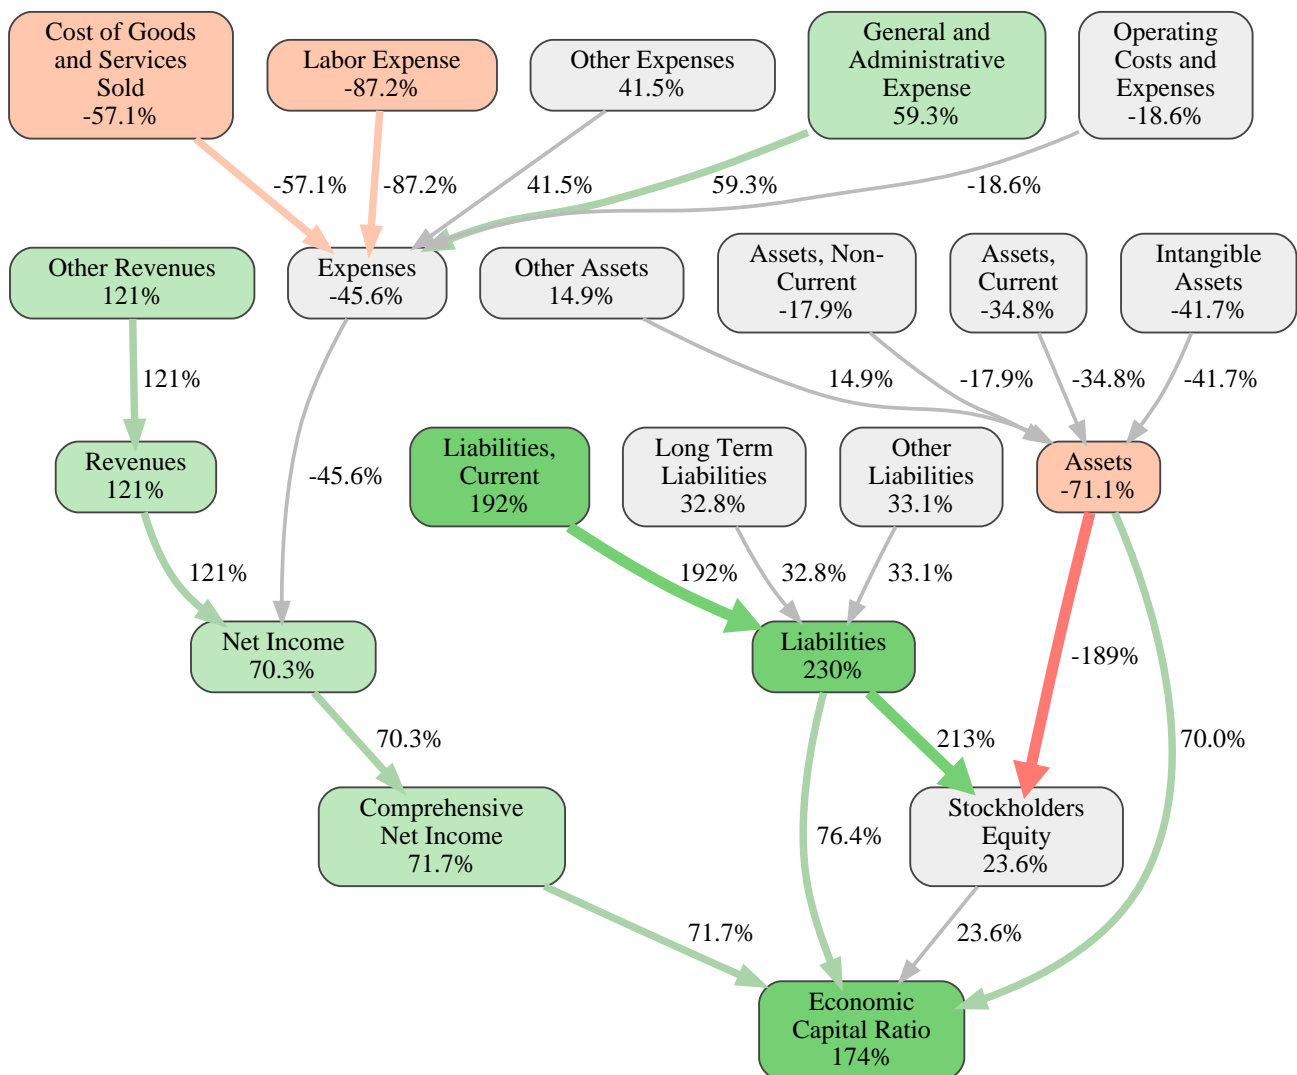 Cost of Goods
and Services
Sold
-57.1%
Labor Expense
-87.2%
Other Expenses
41.5%
General and
Administrative
Expense
59.3%
Operating
Costs and
Expenses
-18.6%
-57.1%
-87.2%
41.5%
59.3%
-18.6%
Other Revenues
121%
Expenses
-45.6%
Other Assets
14.9%
Assets, Non-
Current
-17.9%
Assets,
Current
-34.8%
Intangible
Assets
-41.7%
121%
14.9%
-17.9%
-34.8%
-41.7%
Revenues
121%
-45.6%
Liabilities,
Current
192%
Long Term
Liabilities
32.8%
Other
Liabilities
33.1%
Assets
-71.1%
121%
192%
32.8%
33.1%
Net Income
70.3%
Liabilities
230%
-189%
70.3%
213%
70.0%
Comprehensive
Net Income
71.7%
76.4%
Stockholders
Equity
23.6%
71.7%
23.6%
Economic
Capital Ratio
174%